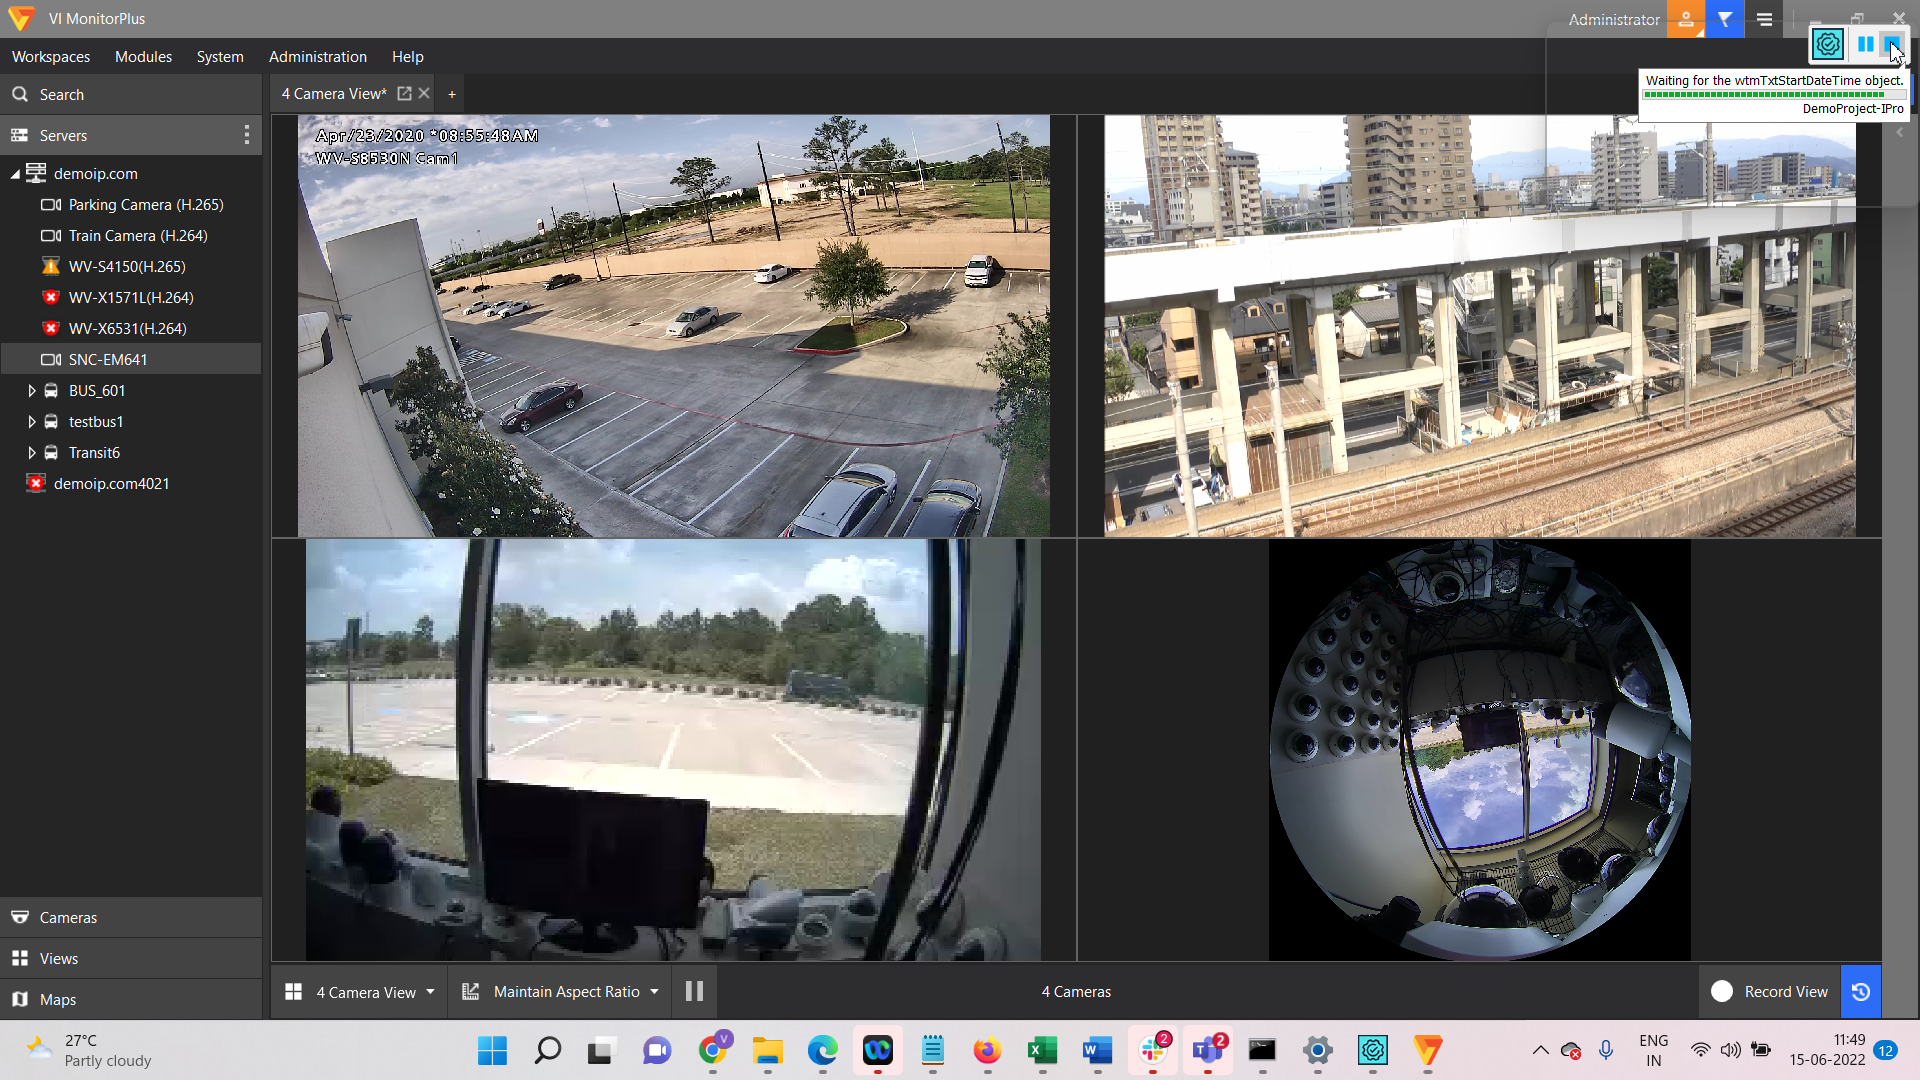 VI MonitorPlus
Administrator
Workspaces Modules System Administration Help
Waiting for the wtmTxtStartDateTime object.
DemoProject-IPro
Search
4 Camera View* +
Servers
demoip.com
Parking Camera (H.265)
Train Camera (H.264)
WV-S4150(H.265)
WV-X1571L(H.264)
WV-X6531(H.264)
SNC-EM641
BUS_601
testbus1
Transit6
demoip.com4021
Apr/23/2020 *08:55:48AM
WV-S8530N Cam1
Cameras
Views
Maps
4 Camera View
Maintain Aspect Ratio
4 Cameras
Record View
27°C
Partly cloudy
V
2
2
ENG
IN
11:49
15-06-2022
12